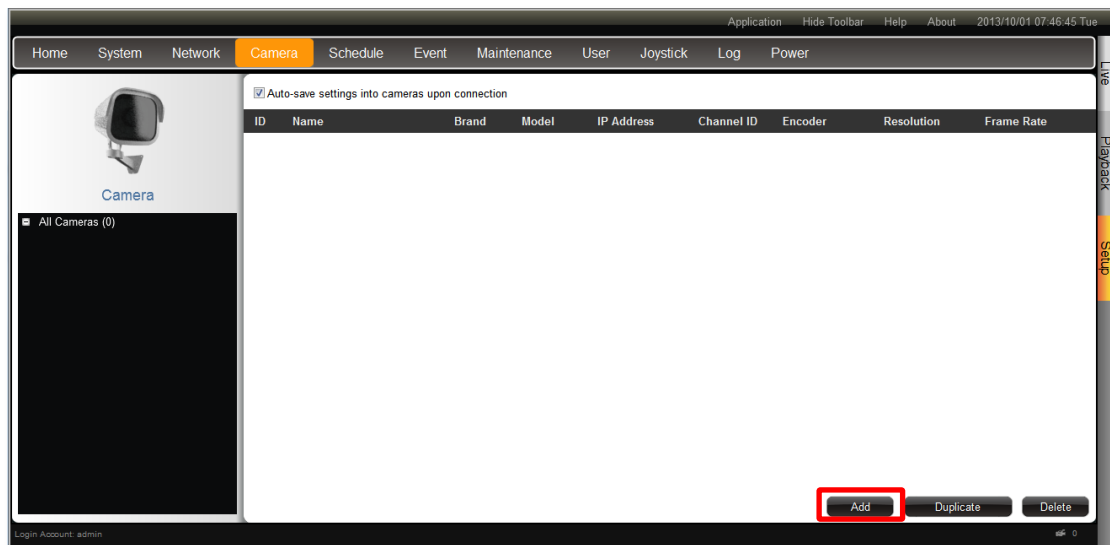 Application Hide Toolbar Help About 2013/10/01 07:46:45 Tue
Home System Network Camera Schedule Event Maintenance User Joystick Log Power
Live
Playback
Setup
Camera
All Cameras (0)
Auto-save settings into cameras upon connection
ID Name Brand Model IP Address Channel ID Encoder Resolution Frame Rate
Add Duplicate Delete
Login Account: admin
0